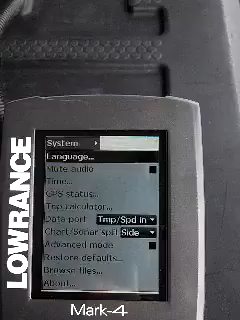 LOWRANCE
System
Language...
Mute audio
Time...
GPS status...
Trip calculator...
Data port Tmp/Spd in
Chart/Sonar split Side
Advanced mode
Restore defaults...
Browse files...
About...
Mark-4